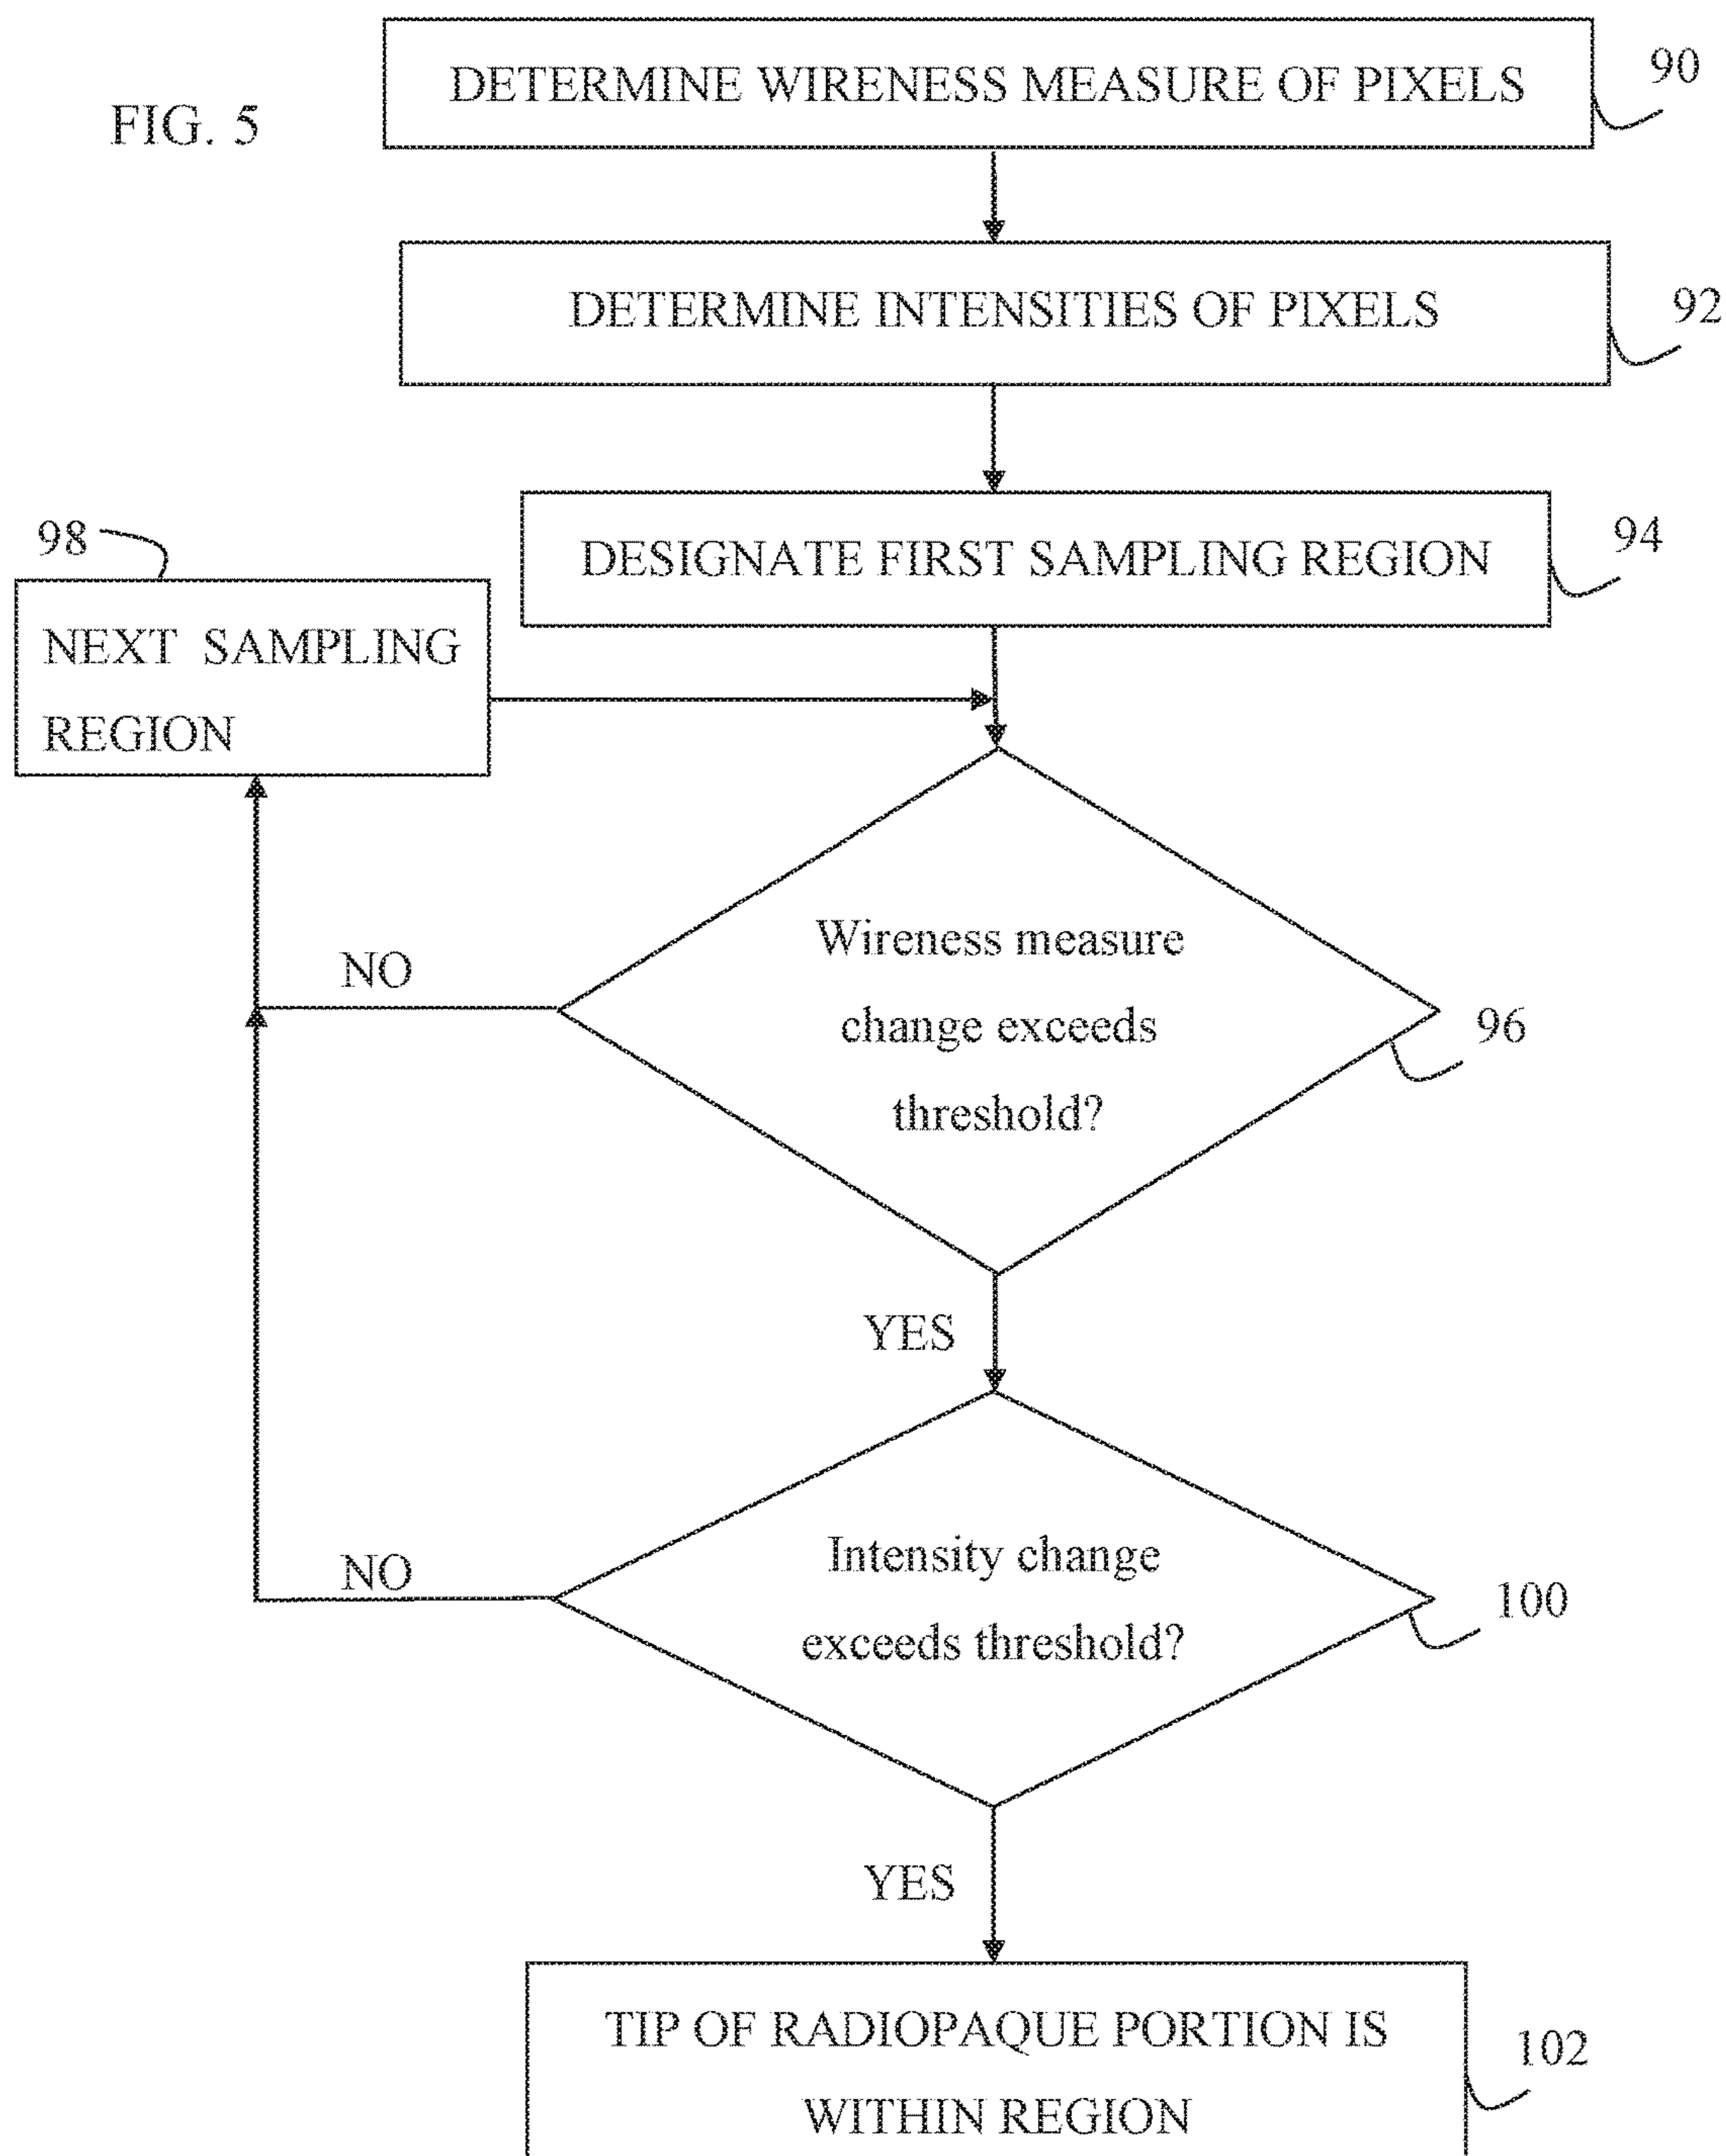 FIG. 5
DETERMINE WIRENESS MEASURE OF PIXELS
90
DETERMINE INTENSITIES OF PIXELS
92
DESIGNATE FIRST SAMPLING REGION
94
98
NEXT SAMPLING
REGION
Wireness measure
change exceeds
threshold?
96
NO
YES
Intensity change
exceeds threshold?
100
NO
YES
TIP OF RADIOPAQUE PORTION IS
WITHIN REGION
102